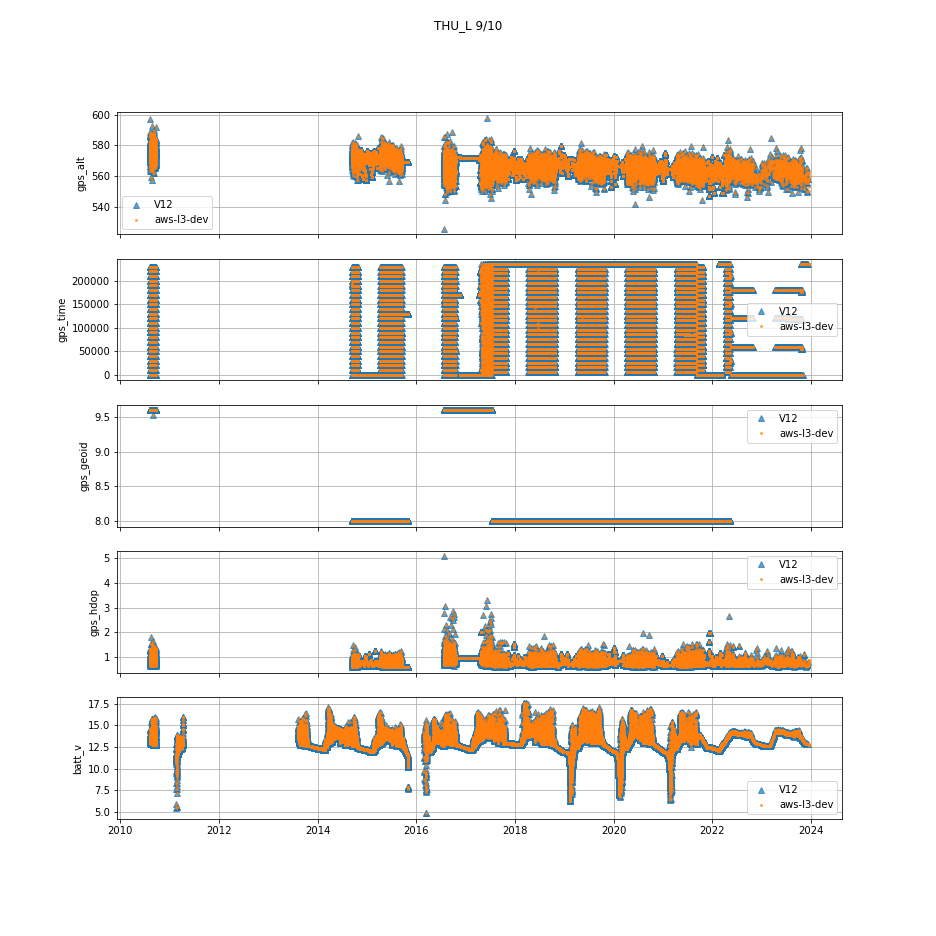 THU_L 9/10
600
580
560
540
gps_alt
V12
aws-l3-dev
200000
150000
100000
50000
0
gps_time
V12
aws-l3-dev
9.5
9.0
8.5
8.0
gps_geoid
V12
aws-l3-dev
5
4
3
2
1
gps_hdop
V12
aws-l3-dev
17.5
15.0
12.5
10.0
7.5
5.0
batt_v
V12
aws-l3-dev
2010 2012 2014 2016 2018 2020 2022 2024